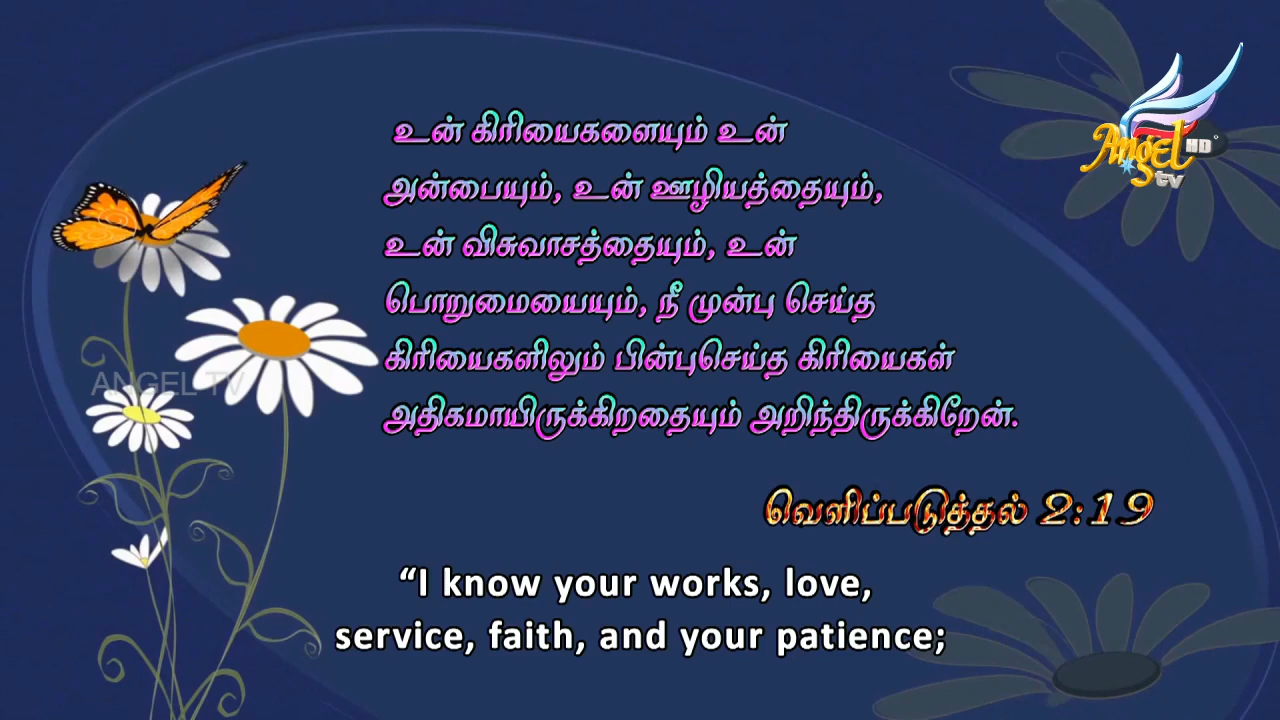 உன் கிரியைகளையும் உன்
அன்பையும், உன் ஊழியத்தையும்,
உன் விசுவாசத்தையும், உன்
பொறுமையையும், நீ முன்பு செய்த
கிரியைகளிலும் பின்புசெய்த கிரியைகள்
அதிகமாயிருக்கிறதையும் அறிந்திருக்கிறேன்.
வெளிப்படுத்தல் 2:19
“I know your works, love,
service, faith, and your patience;
Angel HD
tv
ANGEL TV